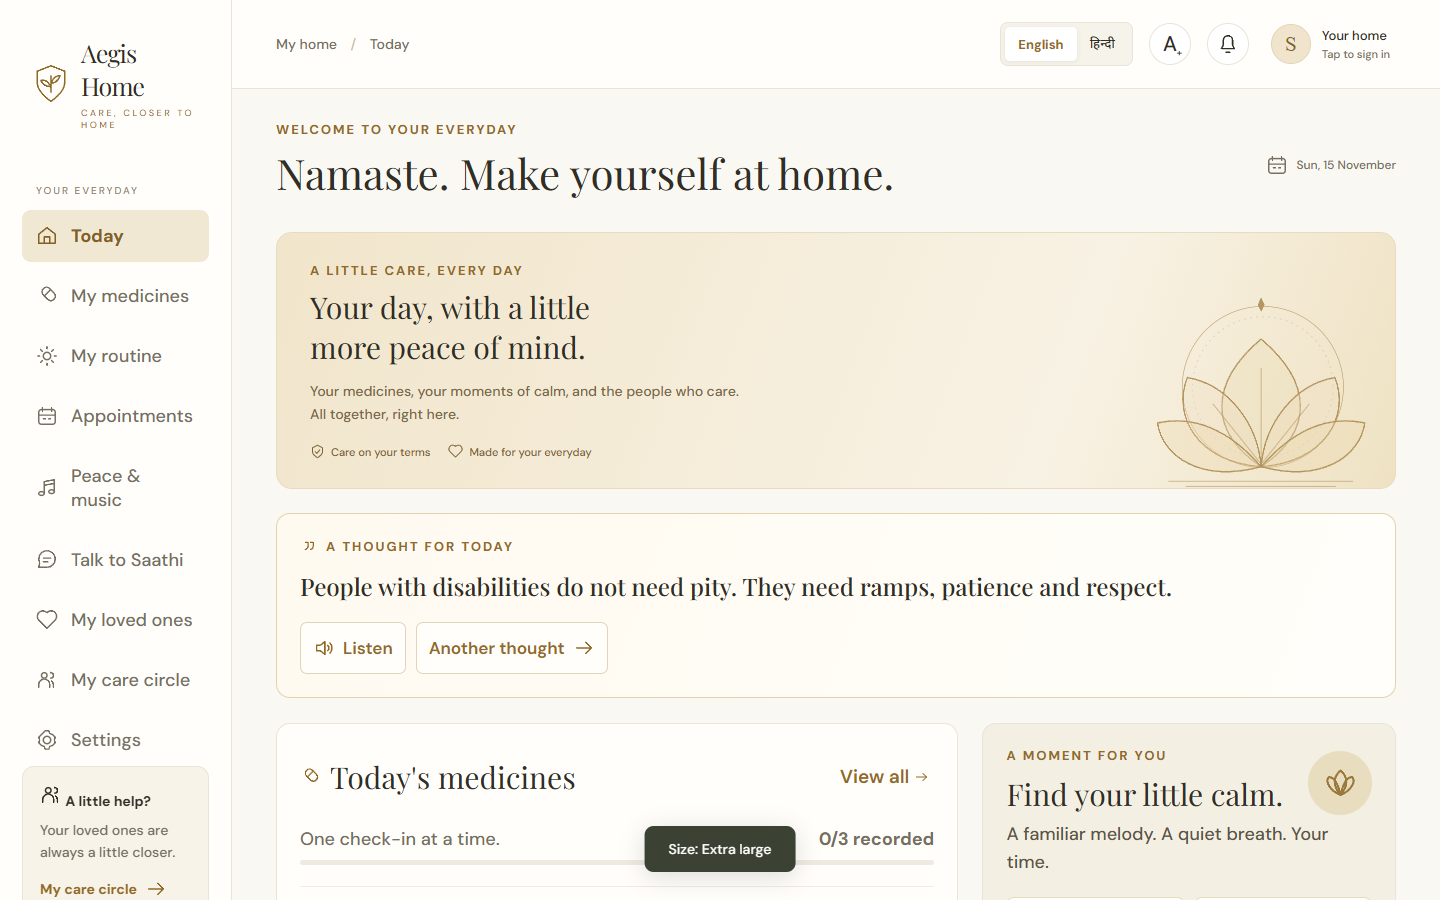 Aegis
Home
CARE, CLOSER TO
HOME
YOUR EVERYDAY
Today
My medicines
My routine
Appointments
Peace &
music
Talk to Saathi
My loved ones
My care circle
Settings
A little help?
Your loved ones are
always a little closer.
My care circle
My home / Today
English
हिन्दी
A+
S
Your home
Tap to sign in
WELCOME TO YOUR EVERYDAY
Namaste. Make yourself at home.
Sun, 15 November
A LITTLE CARE, EVERY DAY
Your day, with a little
more peace of mind.
Your medicines, your moments of calm, and the people who care.
All together, right here.
Care on your terms
Made for your everyday
A THOUGHT FOR TODAY
People with disabilities do not need pity. They need ramps, patience and respect.
Listen
Another thought
Today's medicines
View all
One check-in at a time.
0/3 recorded
Size: Extra large
A MOMENT FOR YOU
Find your little calm.
A familiar melody. A quiet breath. Your
time.